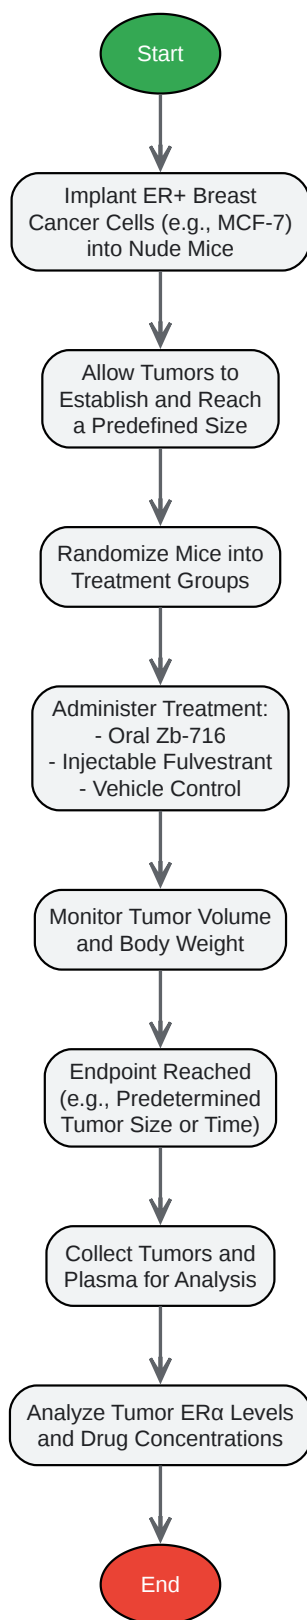 Start
Implant ER+ Breast
Cancer Cells (e.g., MCF-7)
into Nude Mice
Allow Tumors to
Establish and Reach
a Predefined Size
Randomize Mice into
Treatment Groups
Administer Treatment:
- Oral Zb-716
- Injectable Fulvestrant
- Vehicle Control
Monitor Tumor Volume
and Body Weight
Endpoint Reached
(e.g., Predetermined
Tumor Size or Time)
Collect Tumors and
Plasma for Analysis
Analyze Tumor ERα Levels
and Drug Concentrations
End